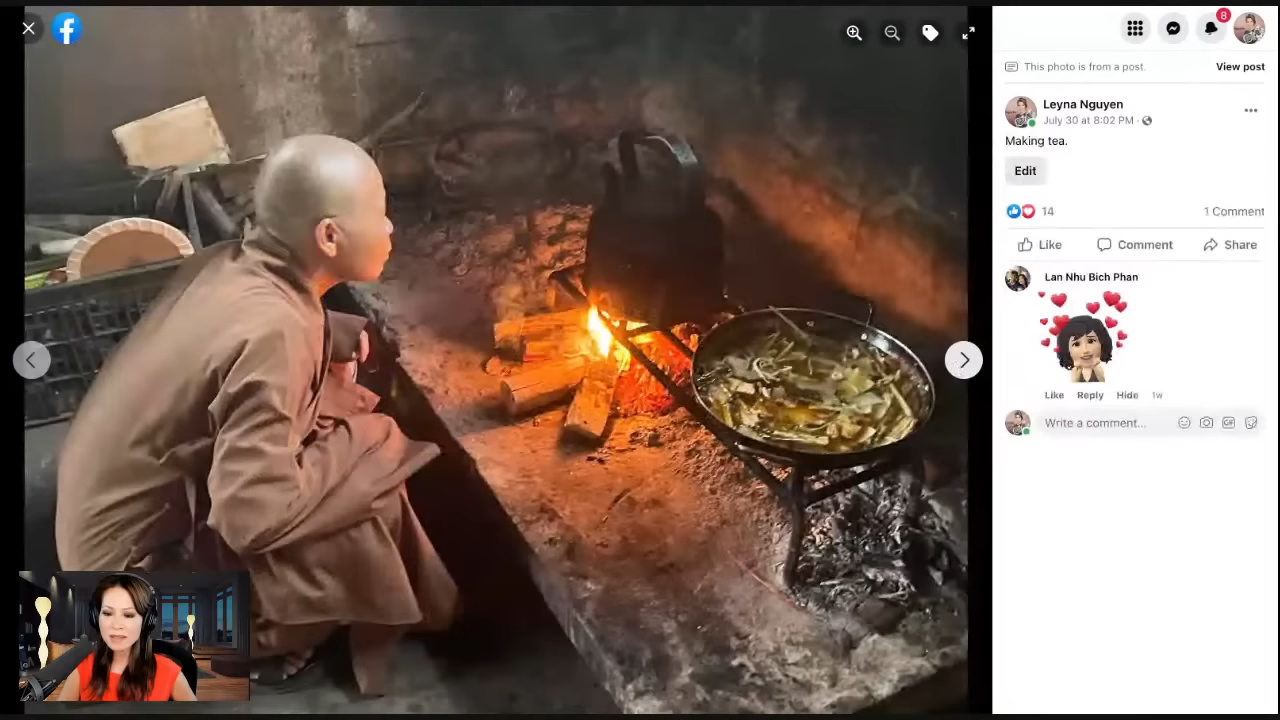 8
This photo is from a post.
View post
Leyna Nguyen
July 30 at 8:02 PM
Making tea.
Edit
14
1 Comment
Like
Comment
Share
Lan Nhu Bich Phan
Like
Reply
Hide
1w
Write a comment...
GIF